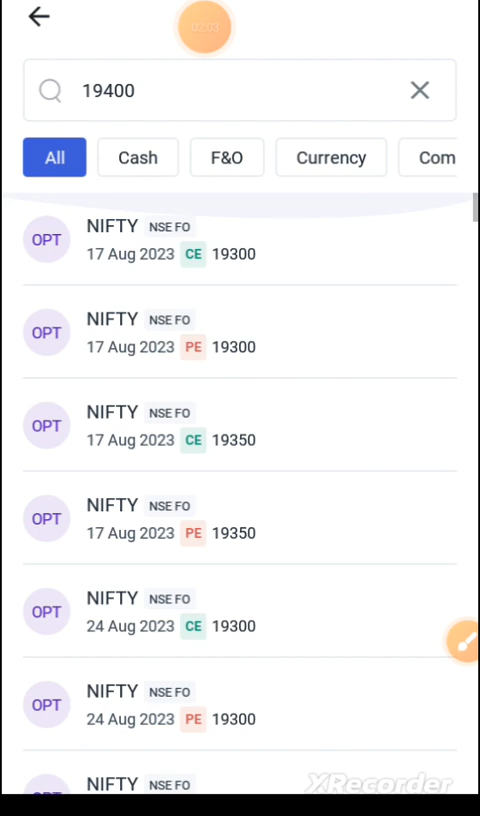 02:03
19400
All Cash F&O Currency Com
NIFTY NSE FO
OPT
17 Aug 2023 CE 19300
NIFTY NSE FO
OPT
17 Aug 2023 PE 19300
NIFTY NSE FO
OPT
17 Aug 2023 CE 19350
NIFTY NSE FO
OPT
17 Aug 2023 PE 19350
NIFTY NSE FO
OPT
24 Aug 2023 CE 19300
NIFTY NSE FO
OPT
24 Aug 2023 PE 19300
NIFTY NSE FO
OPT
XRecorder